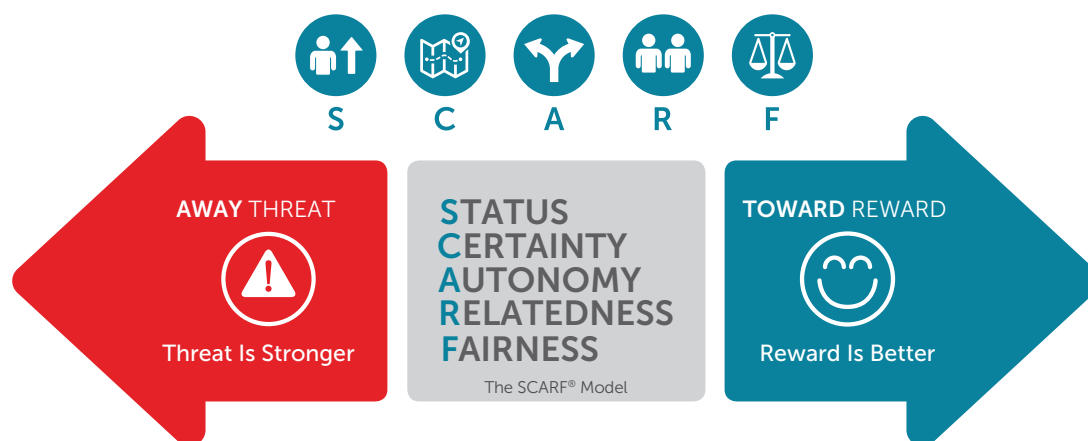 S C A R F
AWAY THREAT
Threat Is Stronger
STATUS
CERTAINTY
AUTONOMY
RELATEDNESS
FAIRNESS
The SCARF® Model
TOWARD REWARD
Reward Is Better